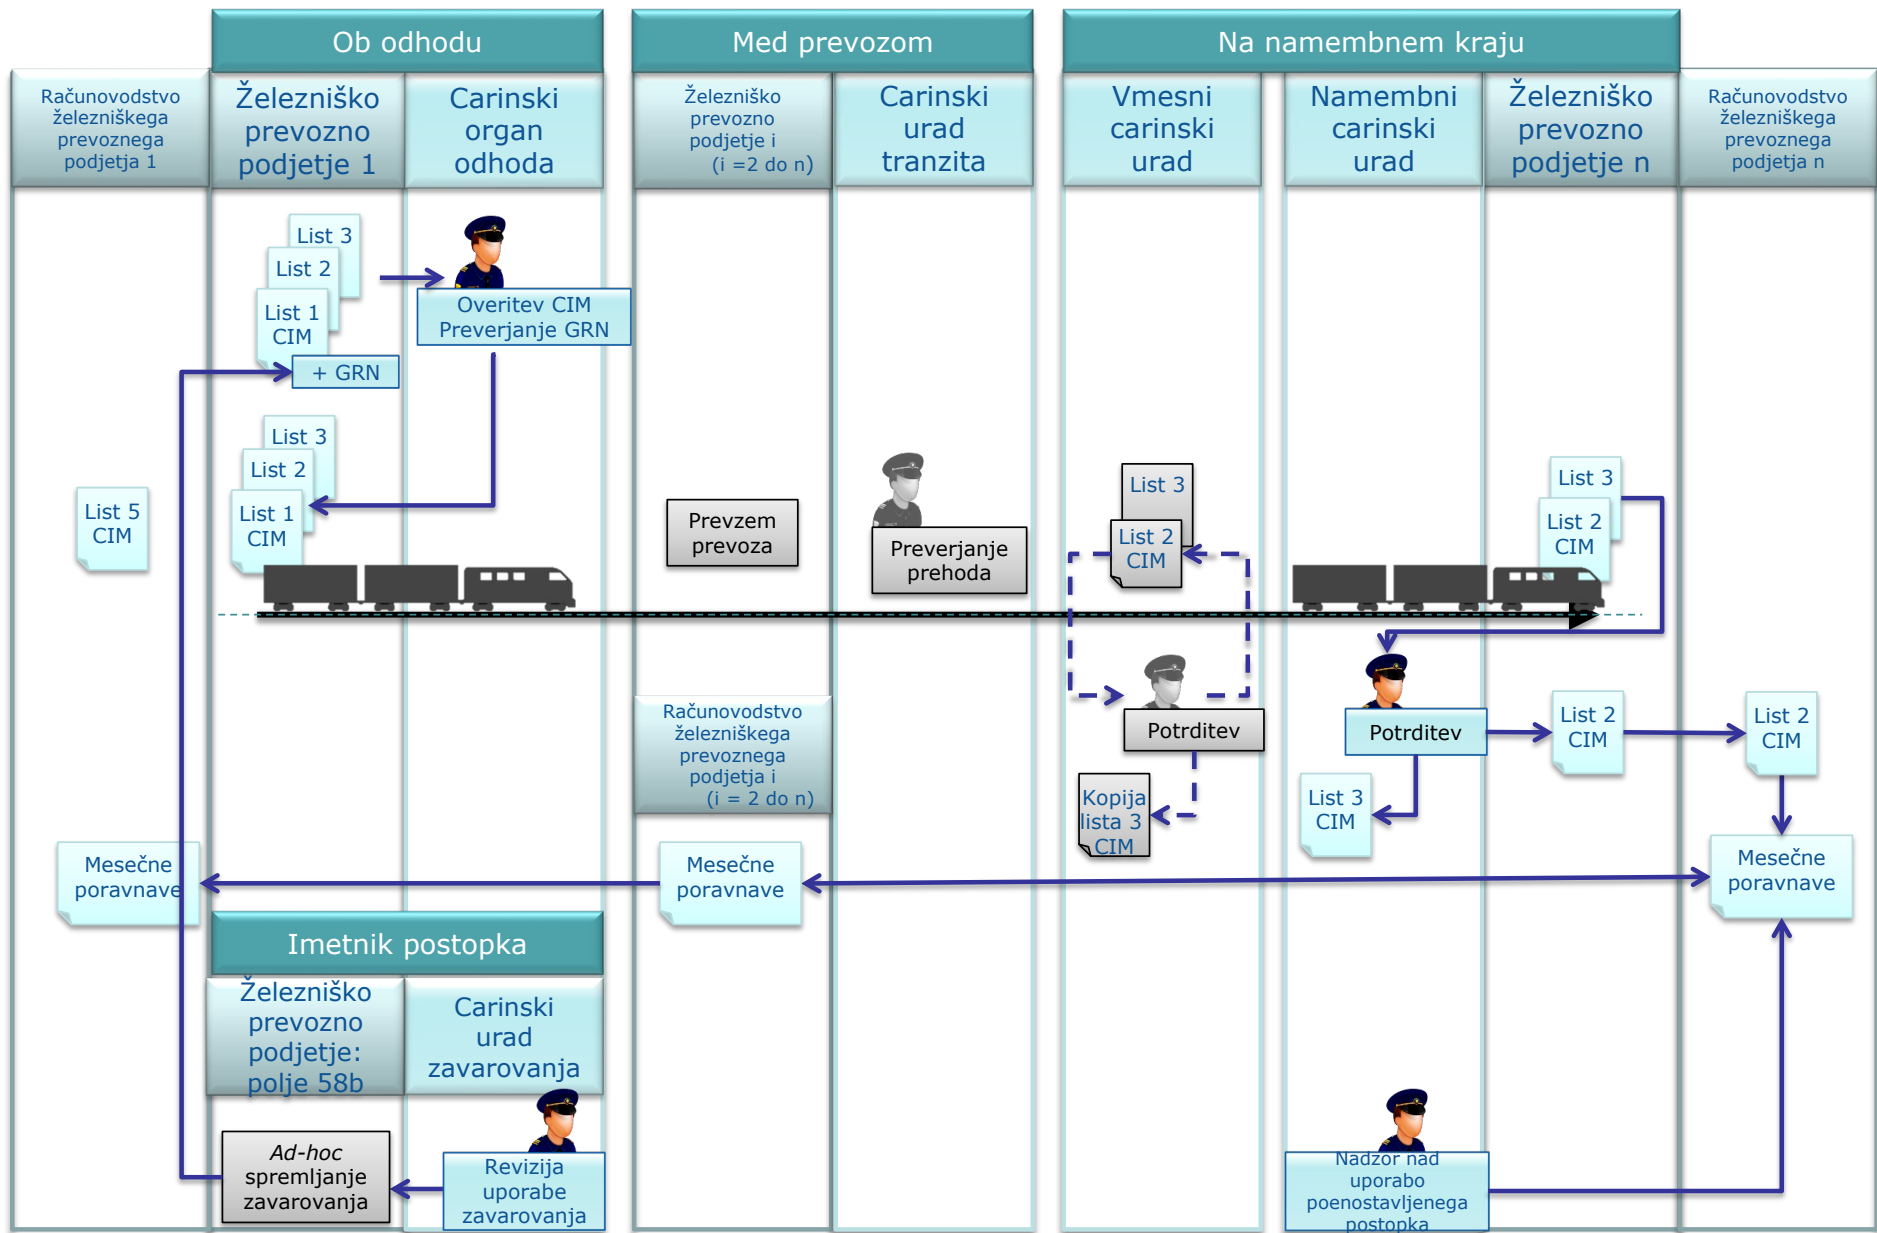 Ob odhodu
Med prevozom
Na namembnem kraju
Računovodstvo
železniškega
prevoznega
podjetja 1
Železniško
prevozno
podjetje 1
Carinski
organ
odhoda
Železniško
prevozno
podjetje i
(i =2 do n)
Carinski
urad
tranzita
Vmesni
carinski
urad
Namembni
carinski
urad
Železniško
prevozno
podjetje n
Računovodstvo
železniškega
prevoznega
podjetja n
List 3
List 2
List 1
CIM
+ GRN
Overitev CIM
Preverjanje GRN
List 3
List 2
List 1
CIM
List 5
CIM
Prevzem
prevoza
Preverjanje
prehoda
List 3
List 2
CIM
List 3
List 2
CIM
Računovodstvo
železniškega
prevoznega
podjetja i
(i = 2 do n)
Potrditev
Potrditev
List 2
CIM
List 2
CIM
Kopija
lista 3
CIM
List 3
CIM
Mesečne
poravnave
Mesečne
poravnave
Mesečne
poravnave
Imetnik postopka
Železniško
prevozno
podjetje:
polje 58b
Carinski
urad
zavarovanja
Ad-hoc
spremljanje
zavarovanja
Revizija
uporabe
zavarovanja
Nadzor nad
uporabo
poenostavljenega
postopka